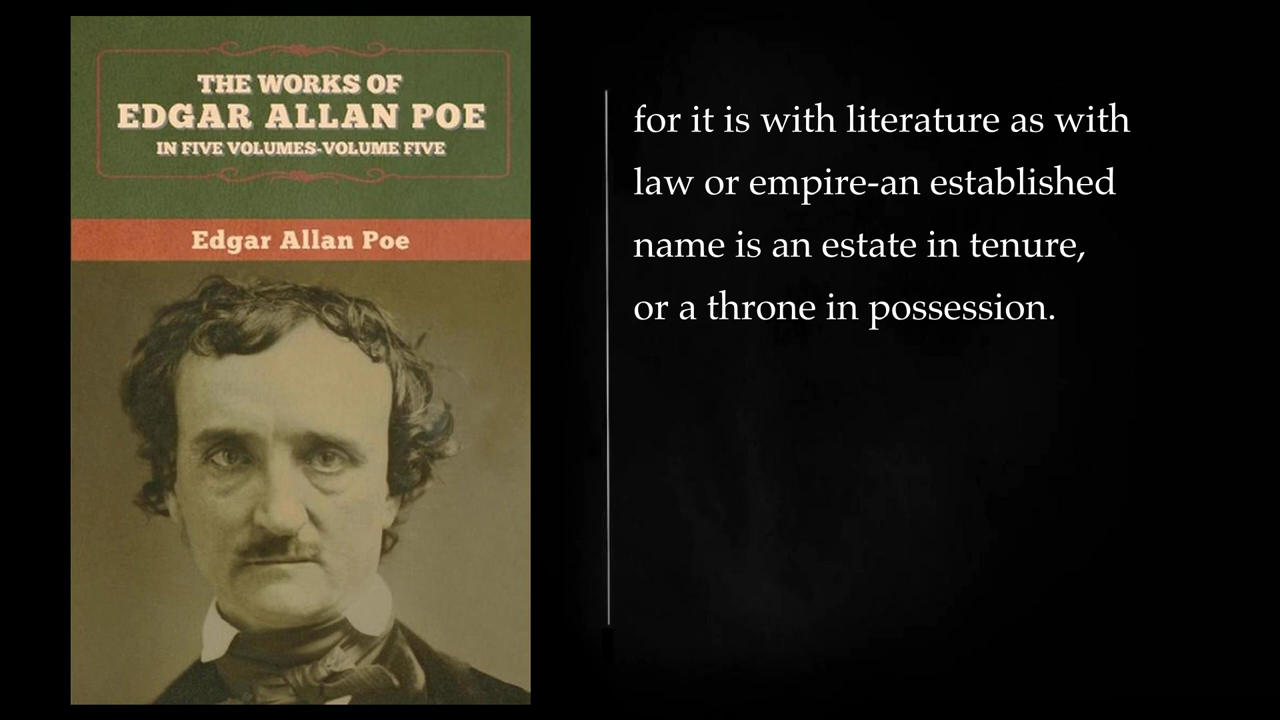 THE WORKS OF
EDGAR ALLAN POE
IN FIVE VOLUMES-VOLUME FIVE
Edgar Allan Poe
for it is with literature as with
law or empire-an established
name is an estate in tenure,
or a throne in possession.